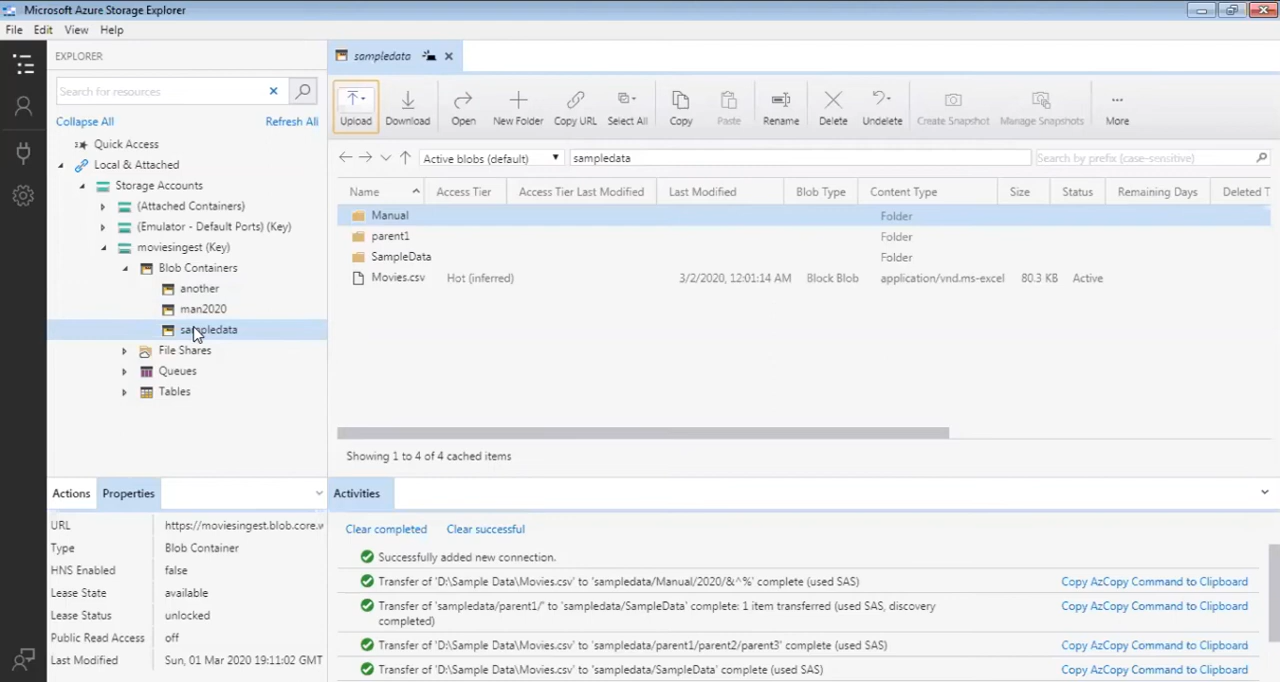 Microsoft Azure Storage Explorer
File Edit View Help
EXPLORER
Search for resources
Collapse All Refresh All
Quick Access
Local & Attached
Storage Accounts
(Attached Containers)
(Emulator - Default Ports) (Key)
moviesingest (Key)
Blob Containers
another
man2020
sampledata
File Shares
Queues
Tables
Actions Properties
URL https://moviesingest.blob.core.w
Type Blob Container
HNS Enabled false
Lease State available
Lease Status unlocked
Public Read Access off
Last Modified Sun, 01 Mar 2020 19:11:02 GMT
sampledata
Upload Download Open New Folder Copy URL Select All Copy Paste Rename Delete Undelete Create Snapshot Manage Snapshots More
Active blobs (default) sampledata Search by prefix (case-sensitive)
Name Access Tier Access Tier Last Modified Last Modified Blob Type Content Type Size Status Remaining Days Deleted T
Manual Folder
parent1 Folder
SampleData Folder
Movies.csv Hot (inferred) 3/2/2020, 12:01:14 AM Block Blob application/vnd.ms-excel 80.3 KB Active
Showing 1 to 4 of 4 cached items
Activities
Clear completed Clear successful
Successfully added new connection.
Transfer of 'D:\Sample Data\Movies.csv' to 'sampledata/Manual/2020/&^%' complete (used SAS) Copy AzCopy Command to Clipboard
Transfer of 'sampledata/parent1/' to 'sampledata/SampleData' complete: 1 item transferred (used SAS, discovery Copy AzCopy Command to Clipboard
completed)
Transfer of 'D:\Sample Data\Movies.csv' to 'sampledata/parent1/parent2/parent3' complete (used SAS) Copy AzCopy Command to Clipboard
Transfer of 'D:\Sample Data\Movies.csv' to 'sampledata/SampleData' complete (used SAS) Copy AzCopy Command to Clipboard